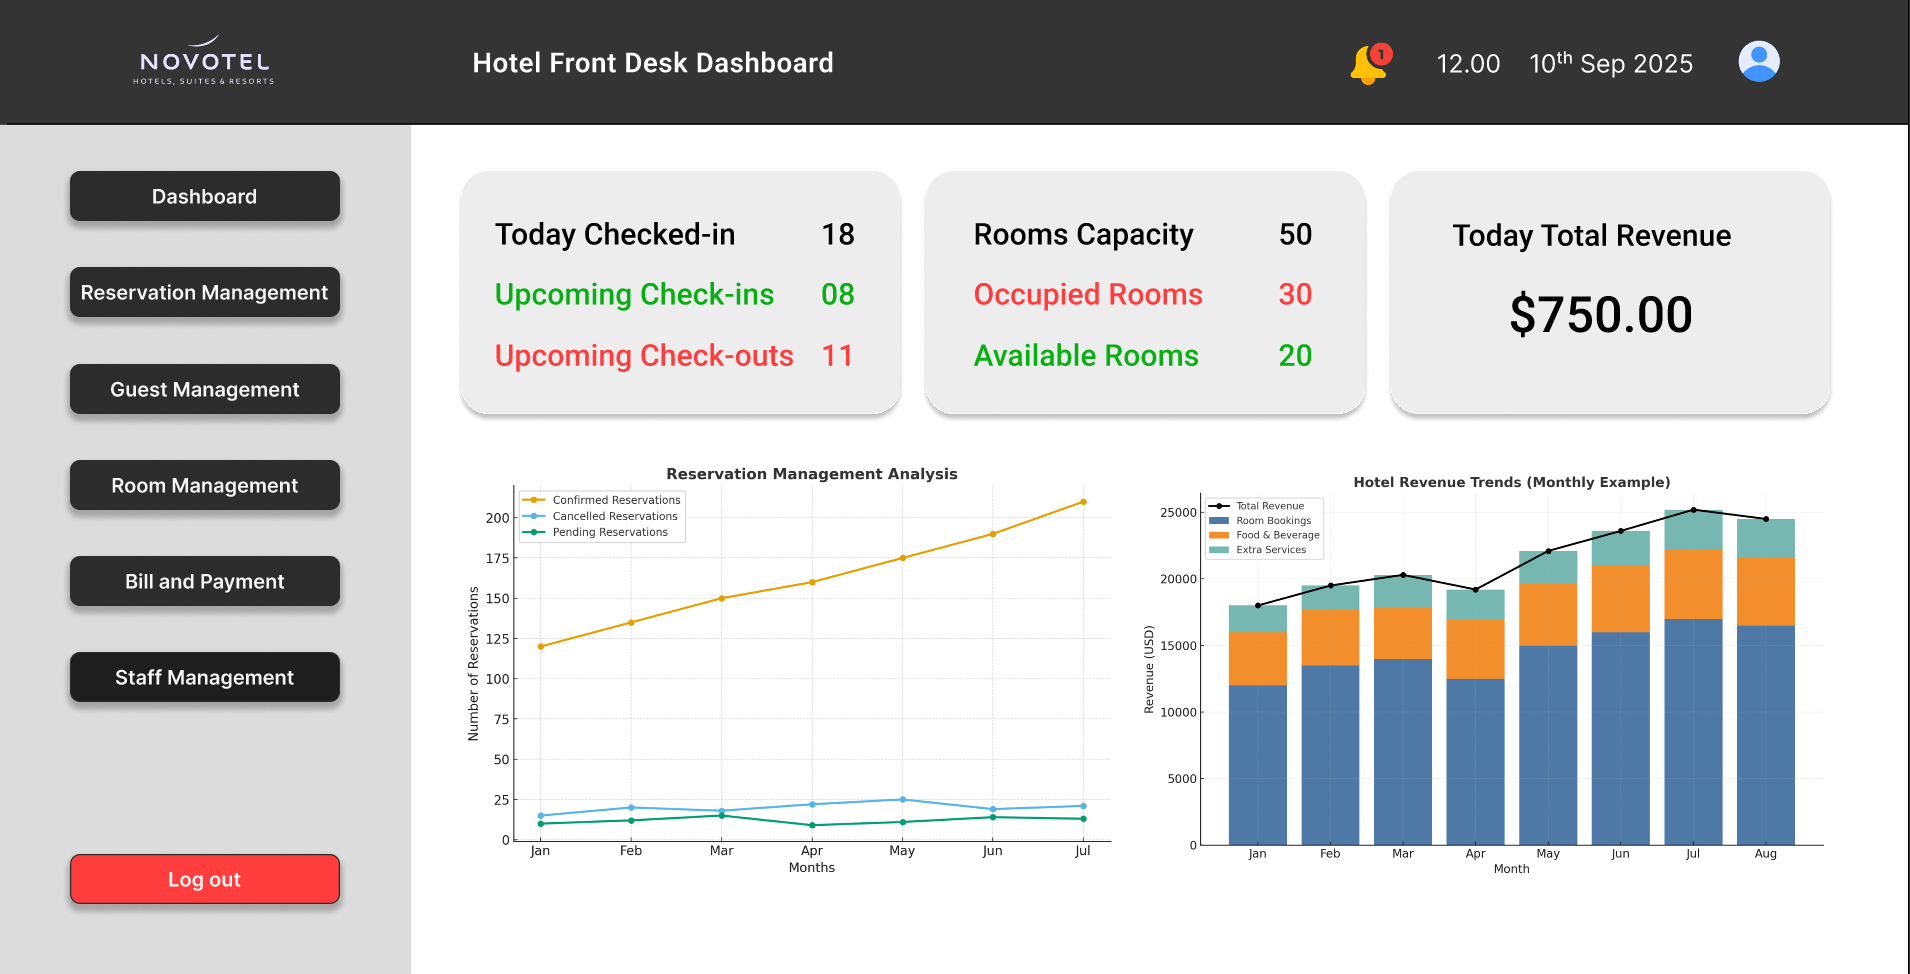 NOVOTEL
HOTELS, SUITES & RESORTS
Hotel Front Desk Dashboard
1
12.00 10th Sep 2025
Dashboard
Reservation Management
Guest Management
Room Management
Bill and Payment
Staff Management
Log out
Today Checked-in 18
Upcoming Check-ins 08
Upcoming Check-outs 11
Rooms Capacity 50
Occupied Rooms 30
Available Rooms 20
Today Total Revenue
$750.00
Reservation Management Analysis
Confirmed Reservations
Cancelled Reservations
Pending Reservations
Number of Reservations
200
175
150
125
100
75
50
25
0
Jan Feb Mar Apr May Jun Jul
Months
Hotel Revenue Trends (Monthly Example)
Total Revenue
Room Bookings
Food & Beverage
Extra Services
Revenue (USD)
25000
20000
15000
10000
5000
0
Jan Feb Mar Apr May Jun Jul Aug
Month